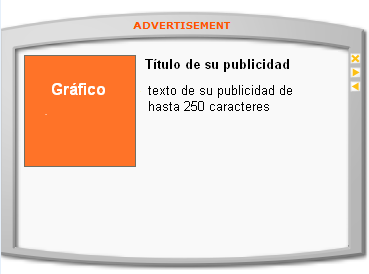 ADVERTISEMENT
Gráfico
Título de su publicidad
texto de su publicidad de
hasta 250 caracteres